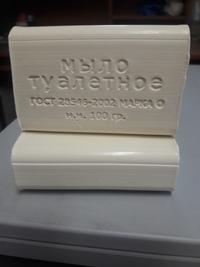 МЫЛО
ТУАЛЕТНОЕ
ГОСТ 28546-2002 МАРКА О
м.м. 100 гр.